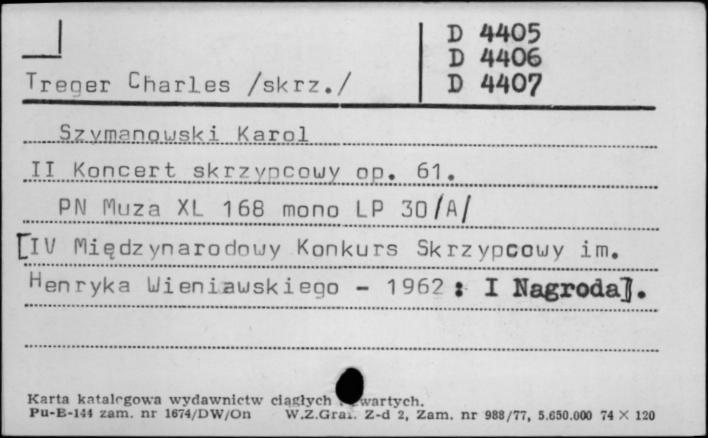 D 4405
D 4406
D 4407
Treger Charles /skrz./
Szymanowski Karol
II Koncert skrzypcowy op. 61.
PN Muza XL 168 mono LP 30/A/
[IV Międzynarodowy Konkurs Skrzypcowy im.
Henryka Wieniawskiego - 1962 : I Nagroda].
Karta katalogowa wydawnictw ciągłych wartych.
Pu-E-144 zam. nr 1674/DW/On W.Z.Graf. Z-d 2, Zam. nr 988/77, 5.650.000 74 × 120